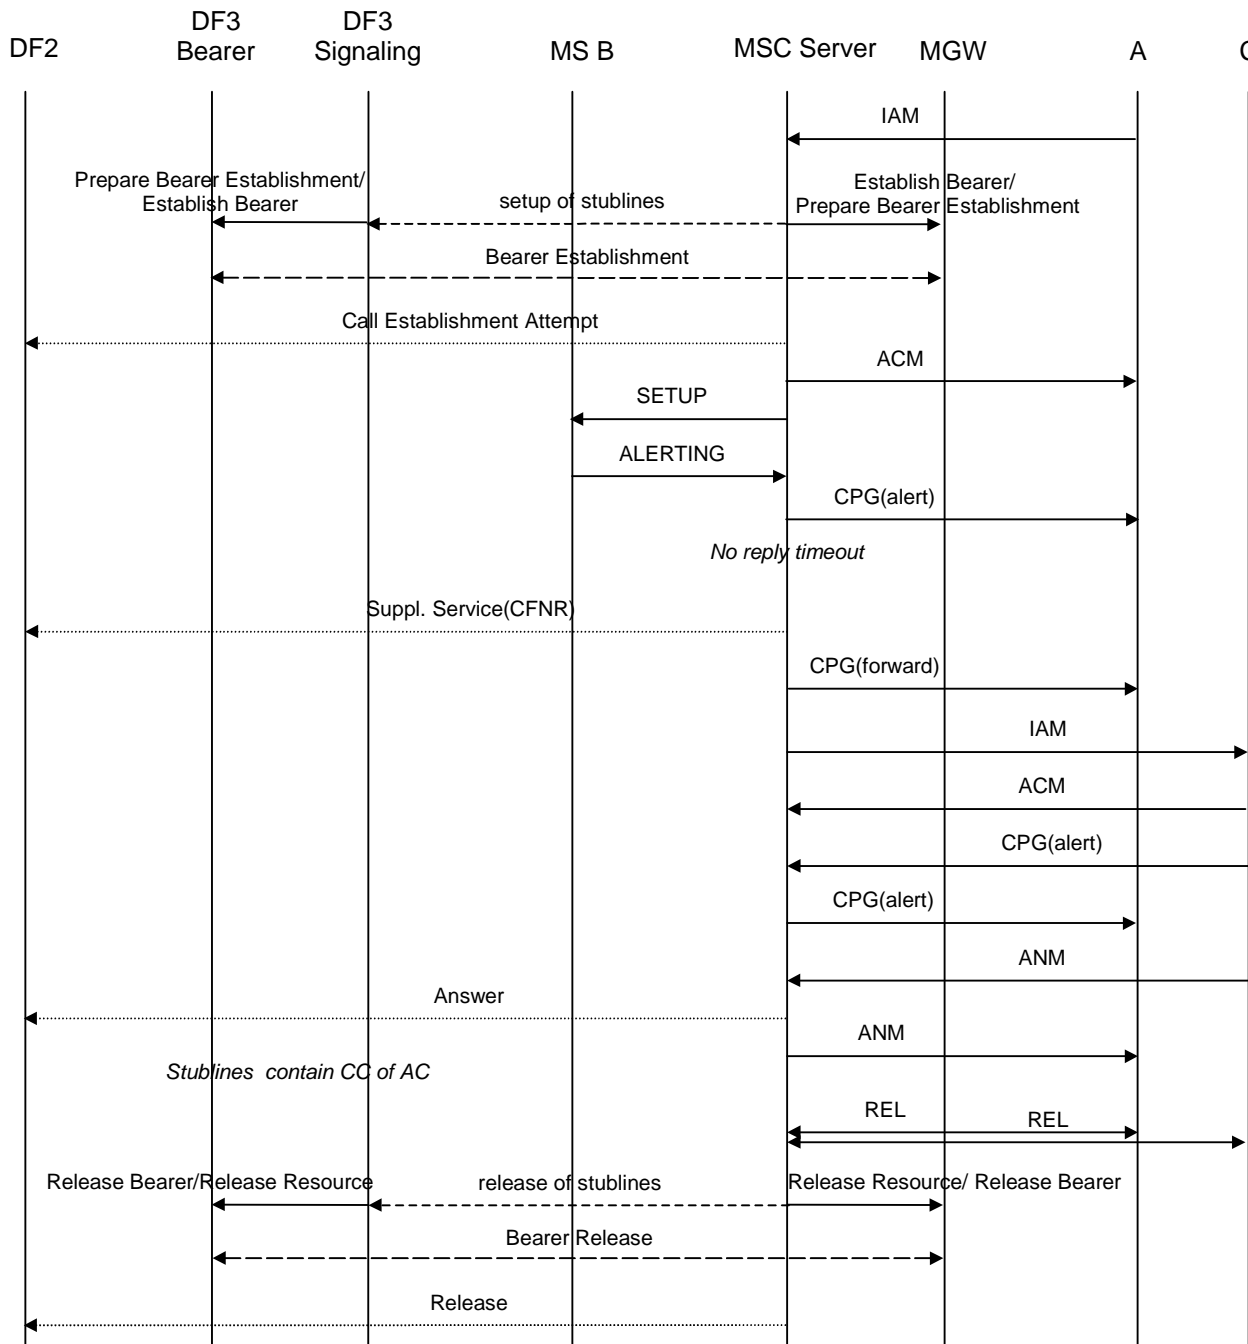 DF2
DF3
Bearer
DF3
Signaling
MS B
MSC Server
MGW
A
IAM
Prepare Bearer Establishment/
Establish Bearer
setup of stublines
Establish Bearer/
Prepare Bearer Establishment
Bearer Establishment
Call Establishment Attempt
ACM
SETUP
ALERTING
CPG(alert)
No reply timeout
Suppl. Service(CFNR)
CPG(forward)
IAM
ACM
CPG(alert)
CPG(alert)
ANM
Answer
ANM
Stublines contain CC of AC
REL
REL
Release Bearer/Release Resource
release of stublines
Release Resource/ Release Bearer
Bearer Release
Release